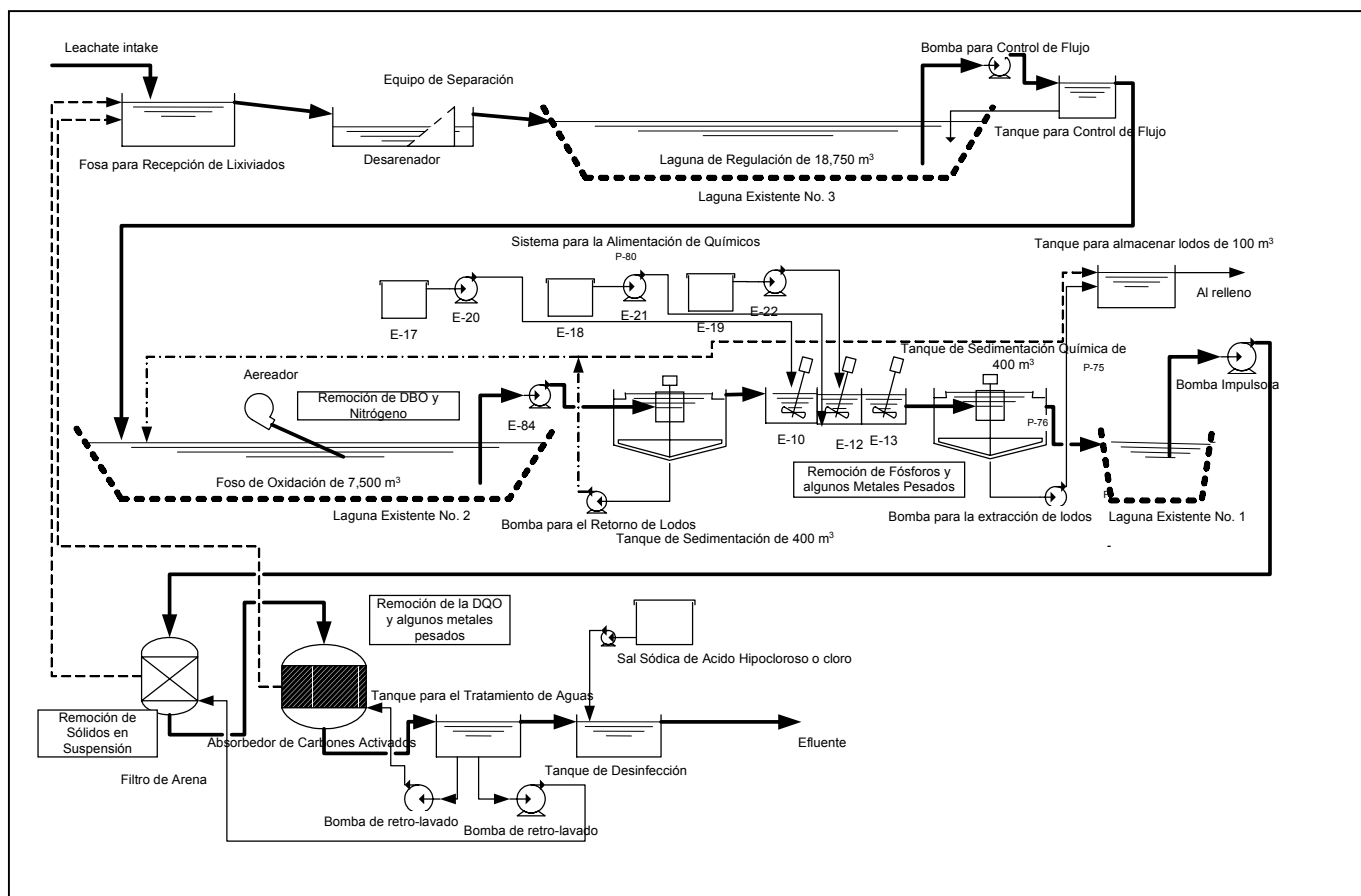 Leachate intake
Bomba para Control de Flujo
Equipo de Separación
Tanque para Control de Flujo
Fosa para Recepción de Lixiviados
Desarenador
Laguna de Regulación de 18,750 m³
Laguna Existente No. 3
Sistema para la Alimentación de Químicos
P-80
Tanque para almacenar lodos de 100 m³
Al relleno
E-17
E-20
E-18
E-21
E-19
E-22
Tanque de Sedimentación Química de
400 m³
P-75
Bomba Impulsora
Aereador
Remoción de DBO y
Nitrógeno
E-84
E-10
E-12
E-13
P-76
Remoción de Fósforos y
algunos Metales Pesados
Foso de Oxidación de 7,500 m³
Laguna Existente No. 2
Bomba para el Retorno de Lodos
Tanque de Sedimentación de 400 m³
Bomba para la extracción de lodos
Laguna Existente No. 1
-
Remoción de la DQO
y algunos metales
pesados
Sal Sódica de Acido Hipocloroso o cloro
Tanque para el Tratamiento de Aguas
Remoción de
Sólidos en
Suspensión
Absorbedor de Carbones Activados
Efluente
Filtro de Arena
Tanque de Desinfección
Bomba de retro-lavado
Bomba de retro-lavado